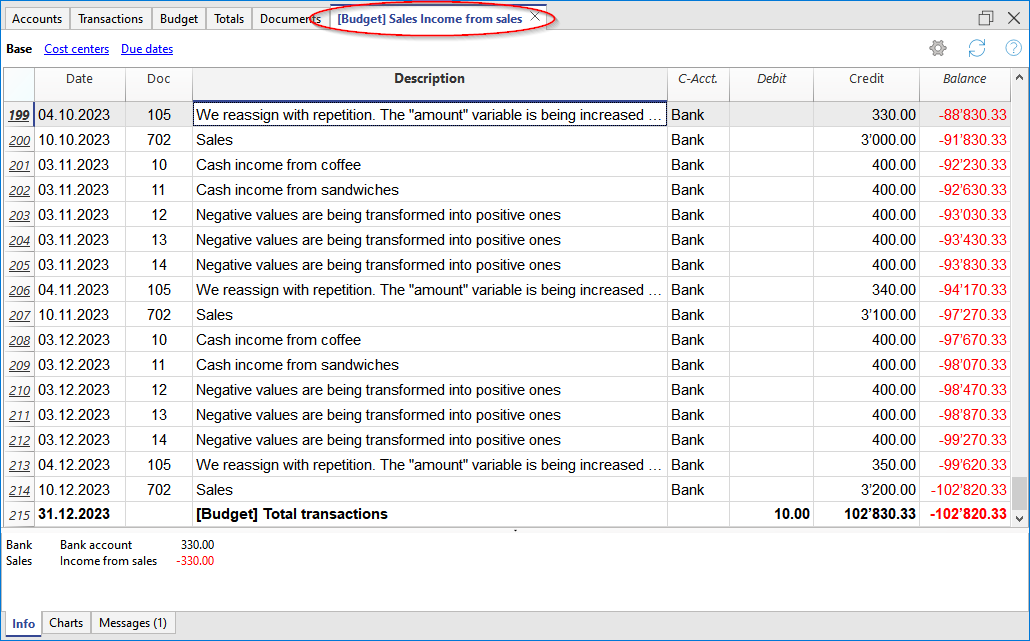 Accounts Transactions Budget Totals Documents [Budget] Sales Income from sales
Base Cost centers Due dates
Date Doc Description C-Acct. Debit Credit Balance
199 04.10.2023 105 We reassign with repetition. The "amount" variable is being increased ... Bank 330.00 -88'830.33
200 10.10.2023 702 Sales Bank 3'000.00 -91'830.33
201 03.11.2023 10 Cash income from coffee Bank 400.00 -92'230.33
202 03.11.2023 11 Cash income from sandwiches Bank 400.00 -92'630.33
203 03.11.2023 12 Negative values are being transformed into positive ones Bank 400.00 -93'030.33
204 03.11.2023 13 Negative values are being transformed into positive ones Bank 400.00 -93'430.33
205 03.11.2023 14 Negative values are being transformed into positive ones Bank 400.00 -93'830.33
206 04.11.2023 105 We reassign with repetition. The "amount" variable is being increased ... Bank 340.00 -94'170.33
207 10.11.2023 702 Sales Bank 3'100.00 -97'270.33
208 03.12.2023 10 Cash income from coffee Bank 400.00 -97'670.33
209 03.12.2023 11 Cash income from sandwiches Bank 400.00 -98'070.33
210 03.12.2023 12 Negative values are being transformed into positive ones Bank 400.00 -98'470.33
211 03.12.2023 13 Negative values are being transformed into positive ones Bank 400.00 -98'870.33
212 03.12.2023 14 Negative values are being transformed into positive ones Bank 400.00 -99'270.33
213 04.12.2023 105 We reassign with repetition. The "amount" variable is being increased ... Bank 350.00 -99'620.33
214 10.12.2023 702 Sales Bank 3'200.00 -102'820.33
215 31.12.2023 [Budget] Total transactions 10.00 102'830.33 -102'820.33
Bank Bank account 330.00
Sales Income from sales -330.00
Info Charts Messages (1)